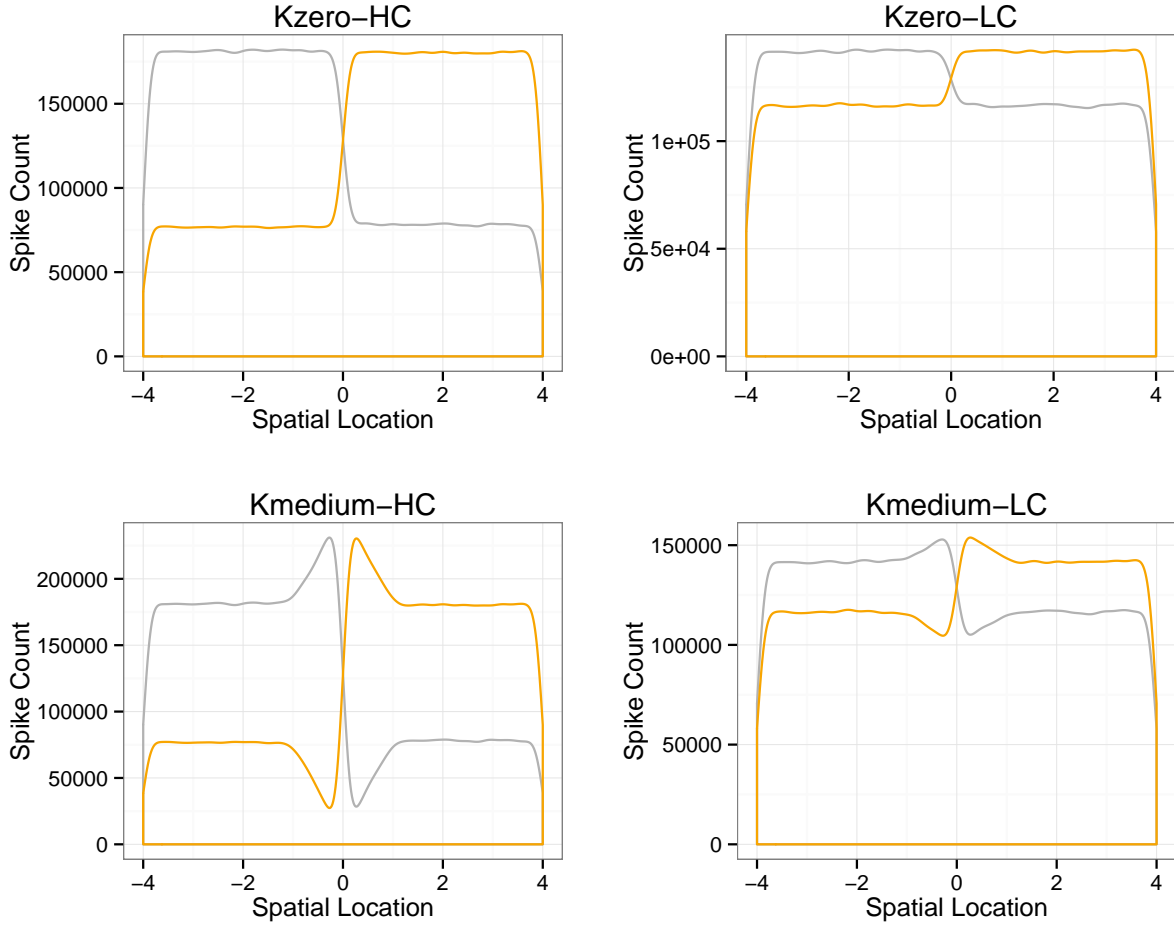 Kzero−HC
Spike Count
150000
100000
50000
0
−4 −2 0 2 4
Spatial Location
Kzero−LC
Spike Count
1e+05
5e+04
0e+00
−4 −2 0 2 4
Spatial Location
Kmedium−HC
Spike Count
200000
150000
100000
50000
0
−4 −2 0 2 4
Spatial Location
Kmedium−LC
Spike Count
150000
100000
50000
0
−4 −2 0 2 4
Spatial Location